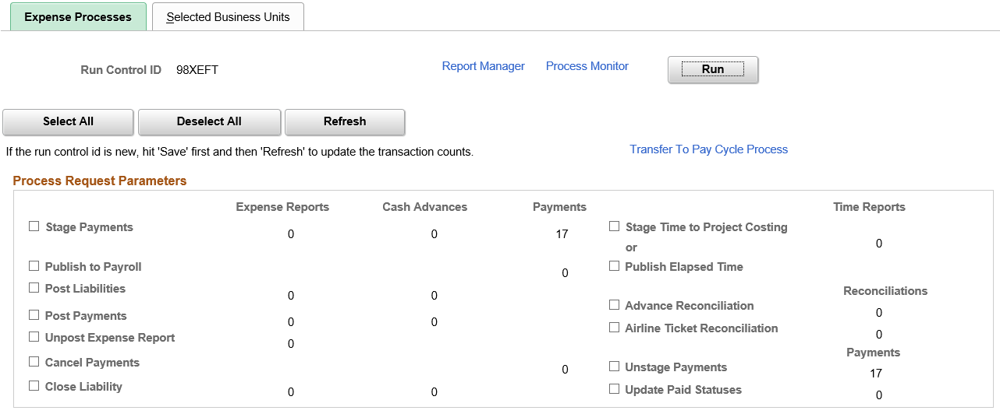 Expense Processes Selected Business Units
Run Control ID 98XEFT Report Manager Process Monitor Run
Select All Deselect All Refresh
If the run control id is new, hit 'Save' first and then 'Refresh' to update the transaction counts. Transfer To Pay Cycle Process
Process Request Parameters
Expense Reports Cash Advances Payments Time Reports
Stage Payments 0 0 17 Stage Time to Project Costing
or 0
Publish to Payroll 0 Publish Elapsed Time
Post Liabilities 0 0 Reconciliations
Advance Reconciliation 0
Post Payments 0 0
Airline Ticket Reconciliation 0
Unpost Expense Report 0
Payments
Cancel Payments 0 Unstage Payments 17
Close Liability 0 0 Update Paid Statuses 0